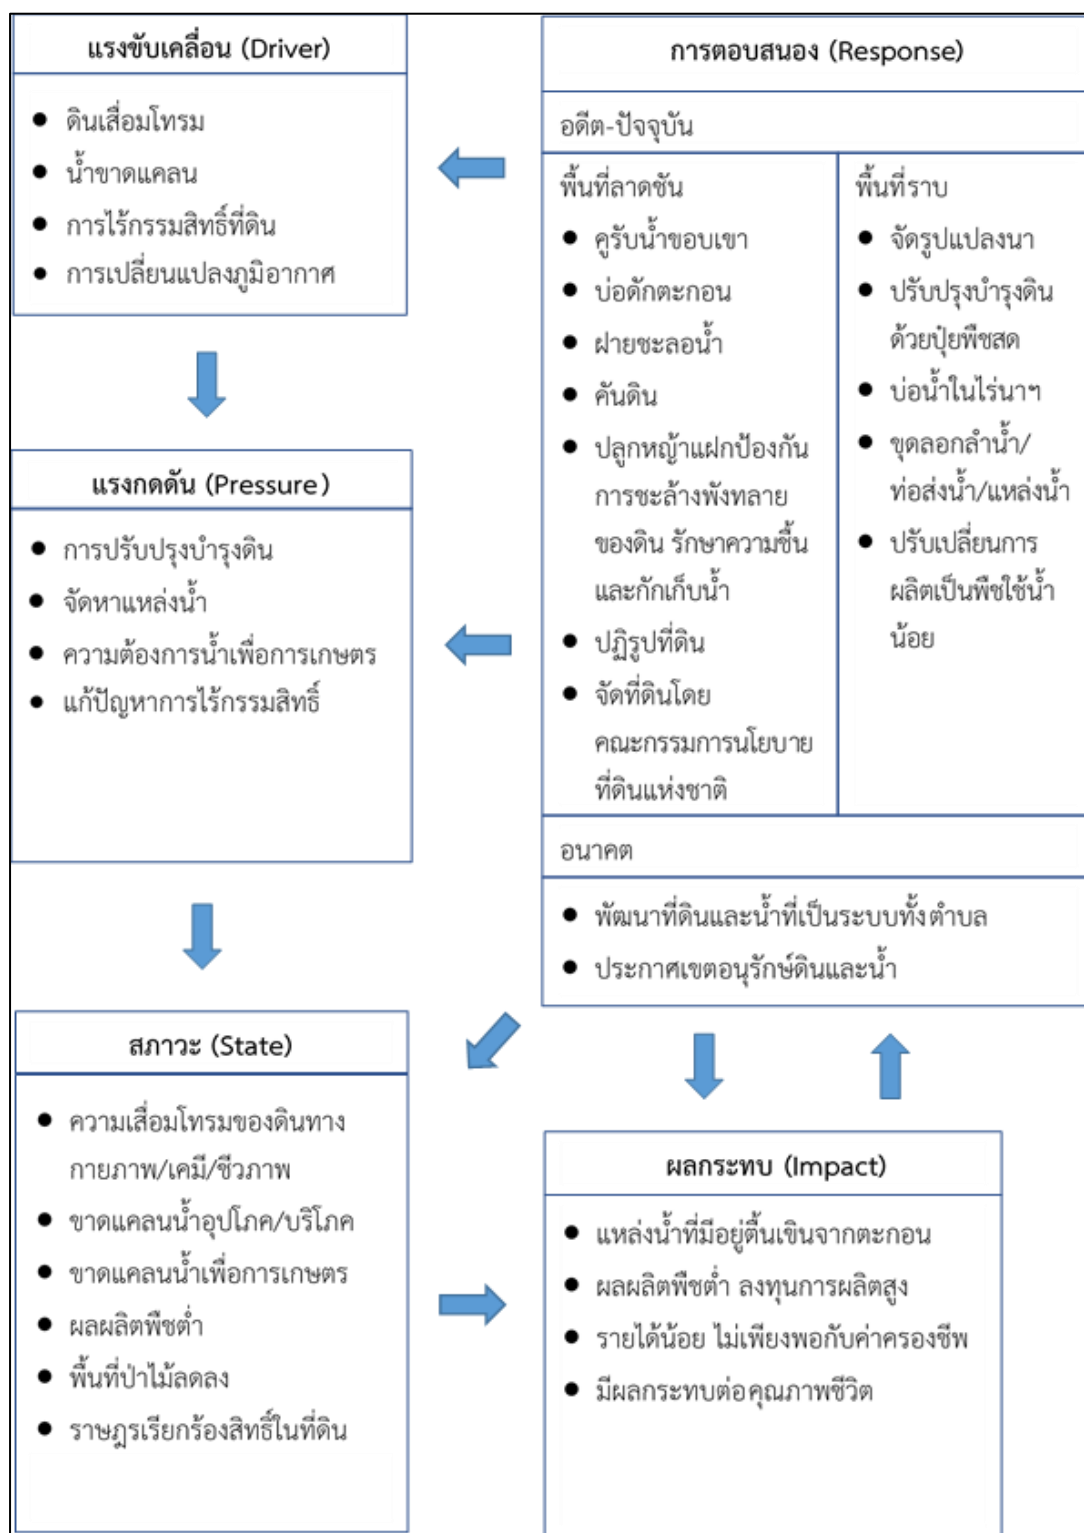 แรงขับเคลื่อน (Driver)
● ดินเสื่อมโทรม
● น้ำขาดแคลน
● การไร้กรรมสิทธิ์ที่ดิน
● การเปลี่ยนแปลงภูมิอากาศ
แรงกดดัน (Pressure)
● การปรับปรุงบำรุงดิน
● จัดหาแหล่งน้ำ
● ความต้องการน้ำเพื่อการเกษตร
● แก้ปัญหาการไร้กรรมสิทธิ์
สภาวะ (State)
● ความเสื่อมโทรมของดินทาง
กายภาพ/เคมี/ชีวภาพ
● ขาดแคลนน้ำอุปโภค/บริโภค
● ขาดแคลนน้ำเพื่อการเกษตร
● ผลผลิตพืชต่ำ
● พื้นที่ป่าไม้ลดลง
● ราษฎรเรียกร้องสิทธิ์ในที่ดิน
การตอบสนอง (Response)
อดีต-ปัจจุบัน
พื้นที่ลาดชัน
● คูรับน้ำขอบเขา
● บ่อดักตะกอน
● ฝายชะลอน้ำ
● คันดิน
● ปลูกหญ้าแฝกป้องกัน
การชะล้างพังทลาย
ของดิน รักษาความชื้น
และกักเก็บน้ำ
● ปฏิรูปที่ดิน
● จัดที่ดินโดย
คณะกรรมการนโยบาย
ที่ดินแห่งชาติ
พื้นที่ราบ
● จัดรูปแปลงนา
● ปรับปรุงบำรุงดิน
ด้วยปุ๋ยพืชสด
● บ่อน้ำในไร่นาฯ
● ขุดลอกลำน้ำ/
ท่อส่งน้ำ/แหล่งน้ำ
● ปรับเปลี่ยนการ
ผลิตเป็นพืชใช้น้ำ
น้อย
อนาคต
● พัฒนาที่ดินและน้ำที่เป็นระบบทั้งตำบล
● ประกาศเขตอนุรักษ์ดินและน้ำ
ผลกระทบ (Impact)
● แหล่งน้ำที่มีอยู่ตื้นเขินจากตะกอน
● ผลผลิตพืชต่ำ ลงทุนการผลิตสูง
● รายได้น้อย ไม่เพียงพอกับค่าครองชีพ
● มีผลกระทบต่อคุณภาพชีวิต